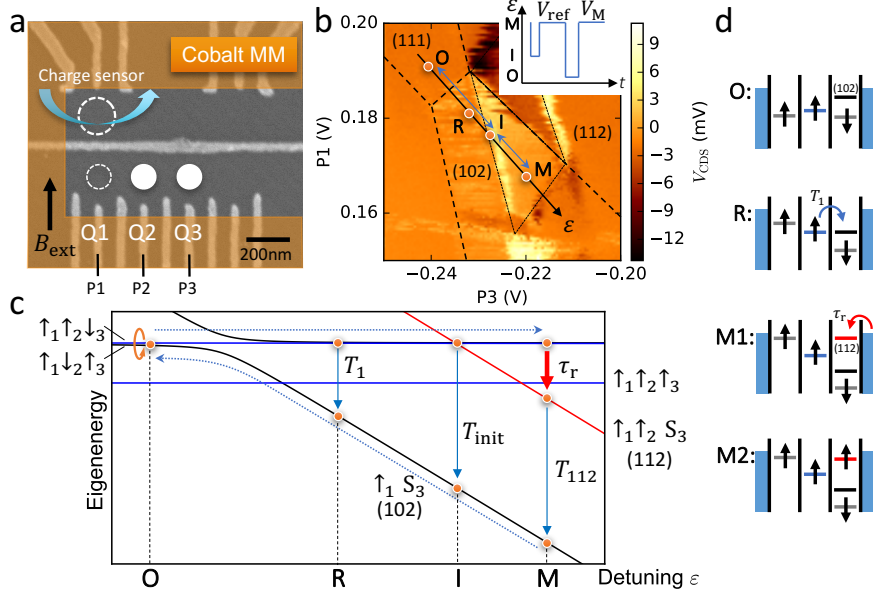 a
Cobalt MM
Charge sensor
B_ext
Q1 Q2 Q3
200nm
P1 P2 P3
b
0.20
0.18
0.16
P1 (V)
−0.24 −0.22 −0.20
P3 (V)
(111)
O
R
I
M
(102)
(112)
ε
ε V_ref V_M
M
I
O
t
9
6
3
0
−3
−6
−9
−12
V_CDS (mV)
c
↑₁↑₂↓₃
↑₁↓₂↑₃
Eigenenergy
T₁
T_init
τ_r
T₁₁₂
↑₁↑₂↑₃
↑₁↑₂ S₃
(112)
↑₁ S₃
(102)
O R I M Detuning ε
d
O: (102)
R: T₁
M1: τ_r
(112)
M2: